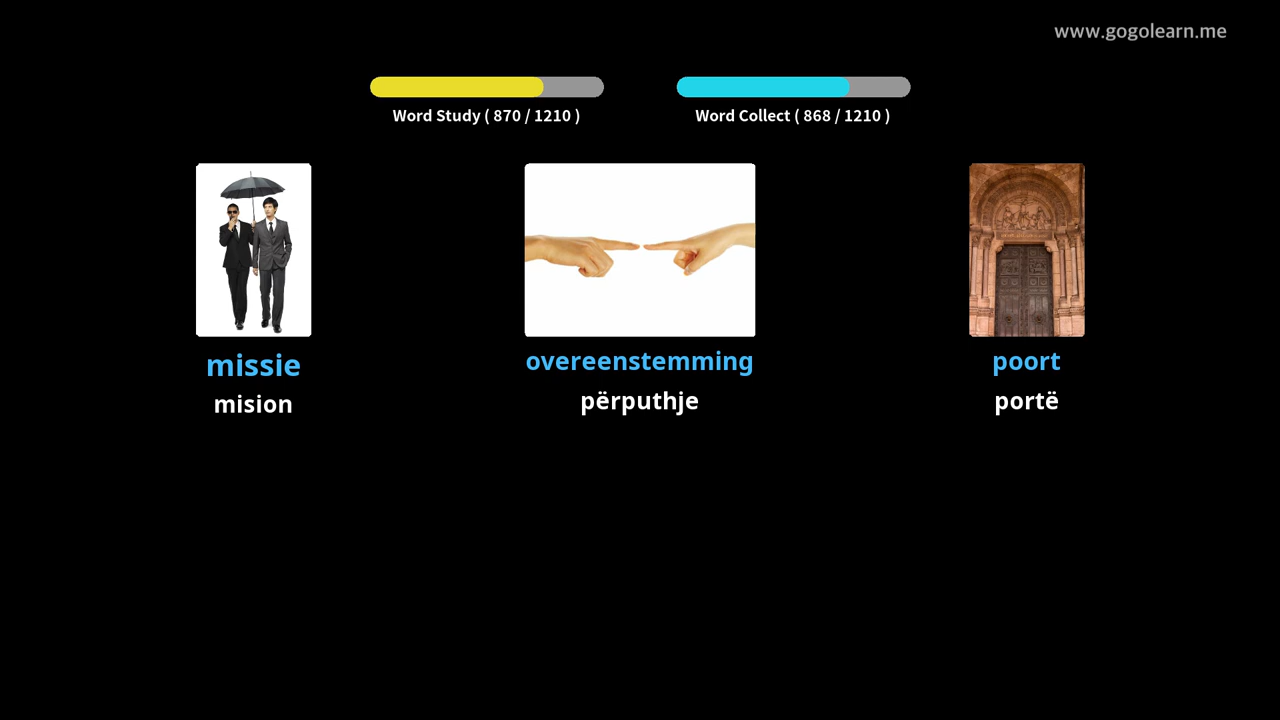 www.gogolearn.me
Word Study ( 870 / 1210 )
Word Collect ( 868 / 1210 )
missie
mision
overeenstemming
përputhje
poort
portë